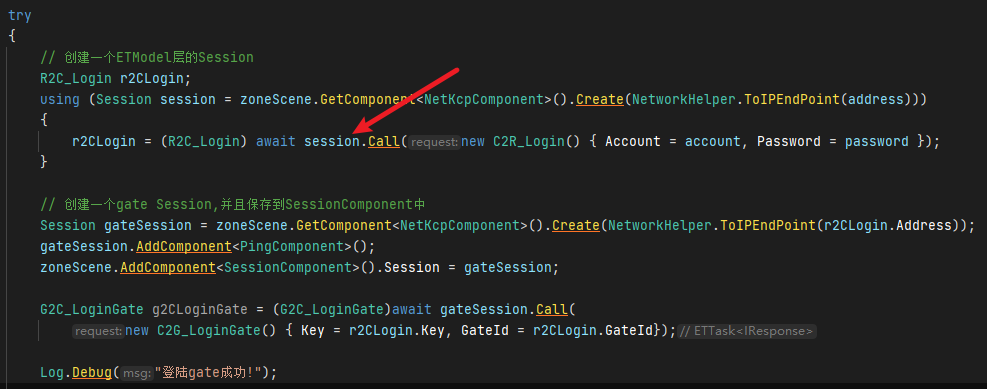 try
{
// 创建一个ETModel层的Session
R2C_Login r2CLogin;
using (Session session = zoneScene.GetComponent<NetKcpComponent>().Create(NetworkHelper.ToIPEndPoint(address)))
{
r2CLogin = (R2C_Login) await session.Call( request: new C2R_Login() { Account = account, Password = password });
}
// 创建一个gate Session,并且保存到SessionComponent中
Session gateSession = zoneScene.GetComponent<NetKcpComponent>().Create(NetworkHelper.ToIPEndPoint(r2CLogin.Address));
gateSession.AddComponent<PingComponent>();
zoneScene.AddComponent<SessionComponent>().Session = gateSession;
G2C_LoginGate g2CLoginGate = (G2C_LoginGate)await gateSession.Call(
request: new C2G_LoginGate() { Key = r2CLogin.Key, GateId = r2CLogin.GateId}); // ETTask<IResponse>
Log.Debug( msg: "登陆gate成功!");